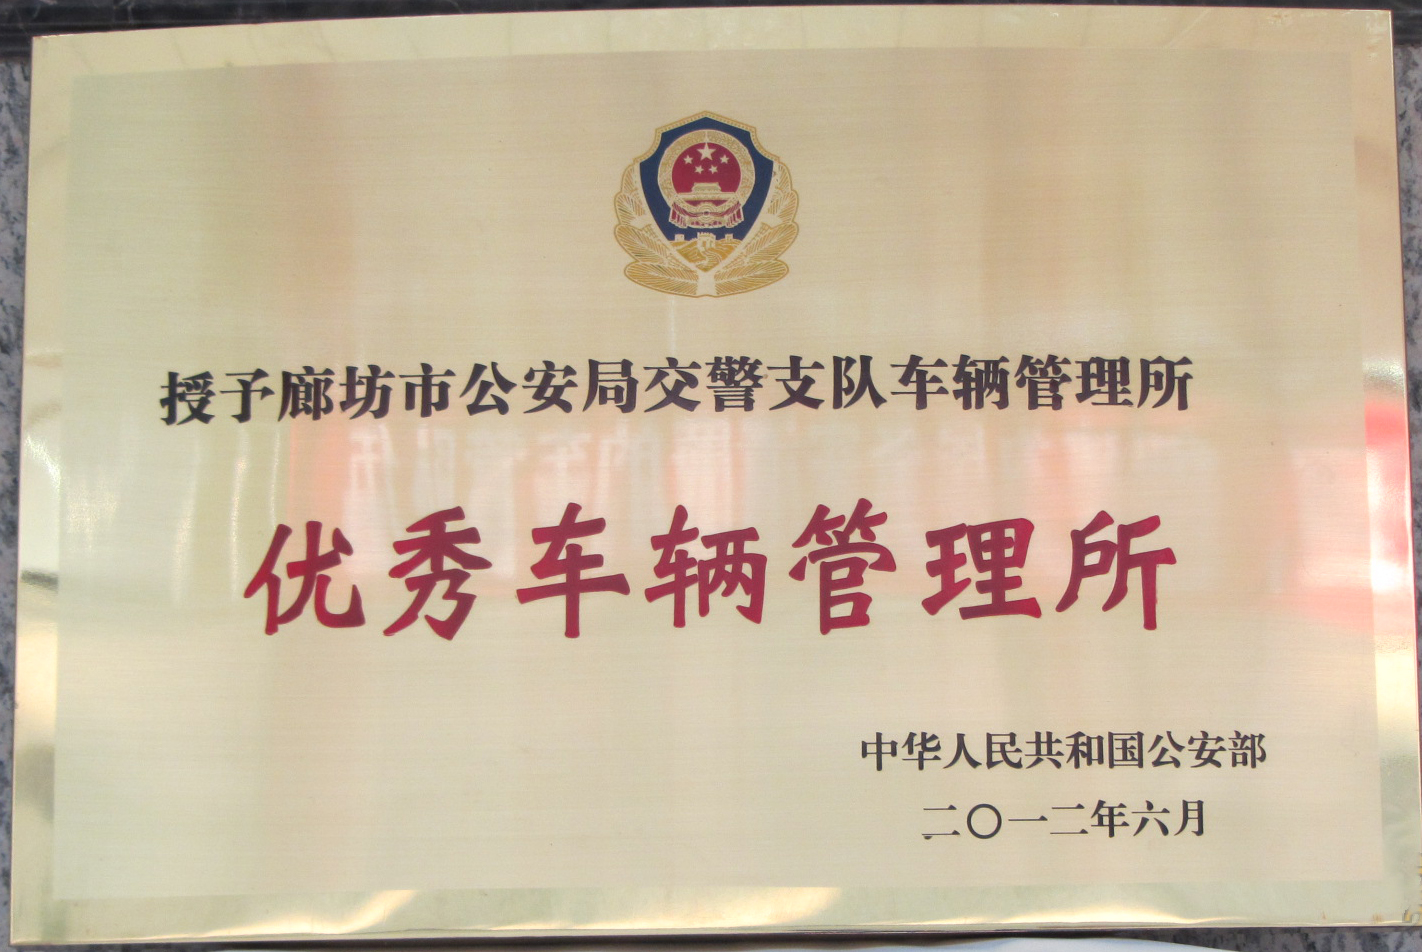 授予廊坊市公安局交警支队车辆管理所
优秀车辆管理所
中华人民共和国公安部
二〇一二年六月